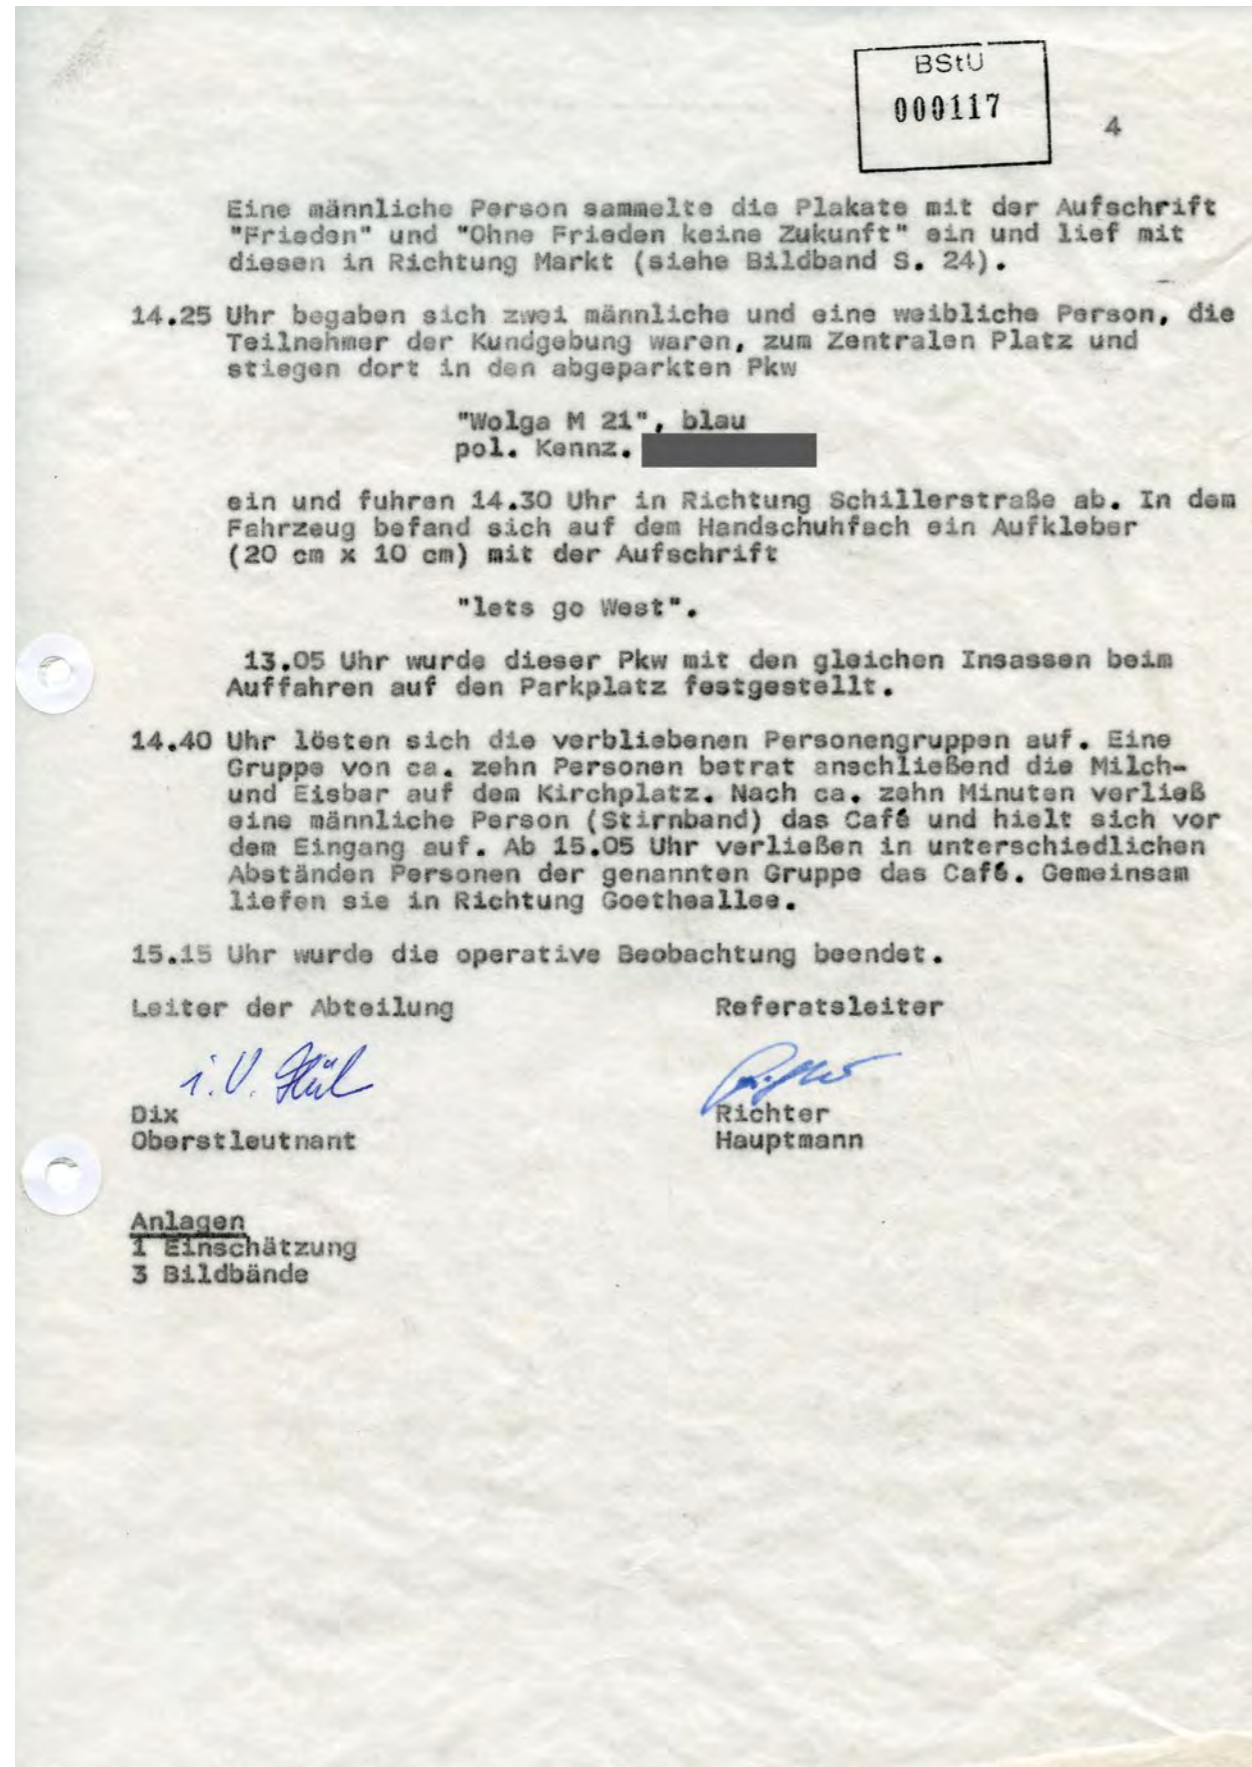 BStU
000117
4
Eine männliche Person sammelte die Plakate mit der Aufschrift
"Frieden" und "Ohne Frieden keine Zukunft" ein und lief mit
diesen in Richtung Markt (siehe Bildband S. 24).
14.25 Uhr begaben sich zwei männliche und eine weibliche Person, die
Teilnehmer der Kundgebung waren, zum Zentralen Platz und
stiegen dort in den abgeparkten Pkw
"Wolga M 21", blau
pol. Kennz.
ein und fuhren 14.30 Uhr in Richtung Schillerstraße ab. In dem
Fahrzeug befand sich auf dem Handschuhfach ein Aufkleber
(20 cm x 10 cm) mit der Aufschrift
"lets go West".
13.05 Uhr wurde dieser Pkw mit den gleichen Insassen beim
Auffahren auf den Parkplatz festgestellt.
14.40 Uhr lösten sich die verbliebenen Personengruppen auf. Eine
Gruppe von ca. zehn Personen betrat anschließend die Milch-
und Eisbar auf dem Kirchplatz. Nach ca. zehn Minuten verließ
eine männliche Person (Stirnband) das Café und hielt sich vor
dem Eingang auf. Ab 15.05 Uhr verließen in unterschiedlichen
Abständen Personen der genannten Gruppe das Café. Gemeinsam
liefen sie in Richtung Goetheallee.
15.15 Uhr wurde die operative Beobachtung beendet.
Leiter der Abteilung Referatsleiter
i.V.
Dix Richter
Oberstleutnant Hauptmann
Anlagen
1 Einschätzung
3 Bildbände